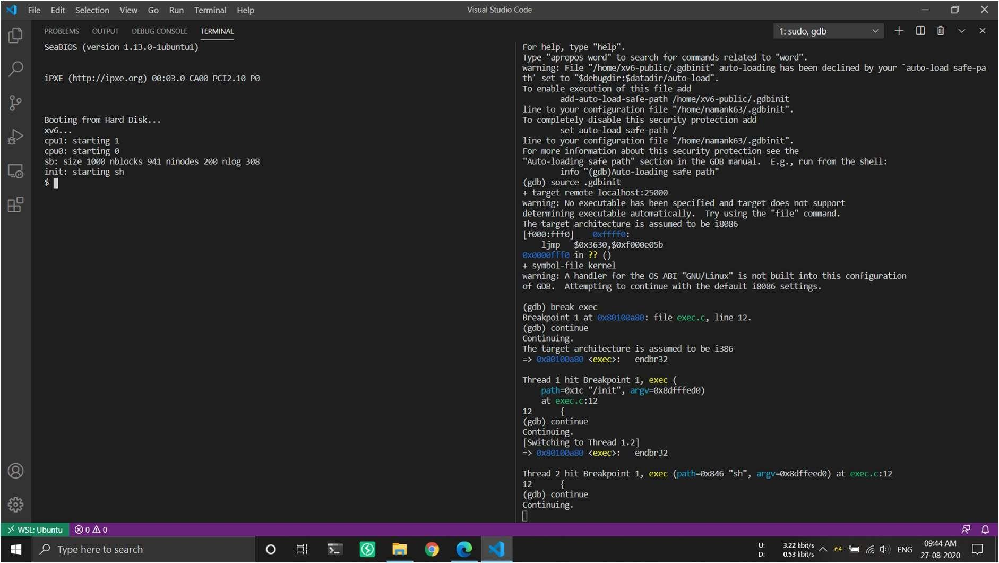 File Edit Selection View Go Run Terminal Help
Visual Studio Code
PROBLEMS OUTPUT DEBUG CONSOLE TERMINAL
1: sudo, gdb
SeaBIOS (version 1.13.0-1ubuntu1)
iPXE (http://ipxe.org) 00:03.0 CA00 PCI2.10 P0
Booting from Hard Disk...
xv6...
cpu1: starting 1
cpu0: starting 0
sb: size 1000 nblocks 941 ninodes 200 nlog 308
init: starting sh
$
For help, type "help".
Type "apropos word" to search for commands related to "word".
warning: File "/home/xv6-public/.gdbinit" auto-loading has been declined by your `auto-load safe-pa
th' set to "$debugdir:$datadir/auto-load".
To enable execution of this file add
        add-auto-load-safe-path /home/xv6-public/.gdbinit
line to your configuration file "/home/namank63/.gdbinit".
To completely disable this security protection add
        set auto-load safe-path /
line to your configuration file "/home/namank63/.gdbinit".
For more information about this security protection see the
"Auto-loading safe path" section in the GDB manual.  E.g., run from the shell:
        info "(gdb)Auto-loading safe path"
(gdb) source .gdbinit
+ target remote localhost:25000
warning: No executable has been specified and target does not support
determining executable automatically.  Try using the "file" command.
The target architecture is assumed to be i8086
[f000:fff0]    0xffff0:
    ljmp   $0x3630,$0xf000e05b
0x0000fff0 in ?? ()
+ symbol-file kernel
warning: A handler for the OS ABI "GNU/Linux" is not built into this configuration
of GDB.  Attempting to continue with the default i8086 settings.
(gdb) break exec
Breakpoint 1 at 0x80100a80: file exec.c, line 12.
(gdb) continue
Continuing.
The target architecture is assumed to be i386
=> 0x80100a80 <exec>:   endbr32
Thread 1 hit Breakpoint 1, exec (
    path=0x1c "/init", argv=0x8dfffed0)
    at exec.c:12
12      {
(gdb) continue
Continuing.
[Switching to Thread 1.2]
=> 0x80100a80 <exec>:   endbr32
Thread 2 hit Breakpoint 1, exec (path=0x846 "sh", argv=0x8dffeed0) at exec.c:12
12      {
(gdb) continue
Continuing.
WSL: Ubuntu 0 0
Type here to search
U: 3.22 kbit/s
D: 0.53 kbit/s
64
ENG
09:44 AM
27-08-2020